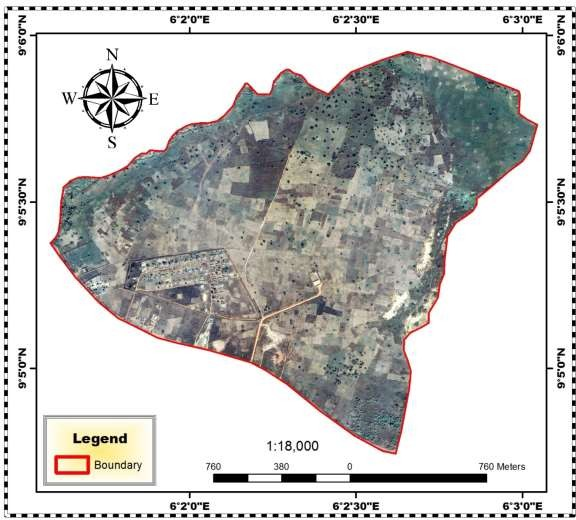 6°2'0"E 6°2'30"E 6°3'0"E
9°6'0"N 9°6'0"N
N
W E
S
9°5'30"N 9°5'30"N
9°5'0"N 9°5'0"N
Legend
Boundary
1:18,000
760 380 0 760 Meters
6°2'0"E 6°2'30"E 6°3'0"E